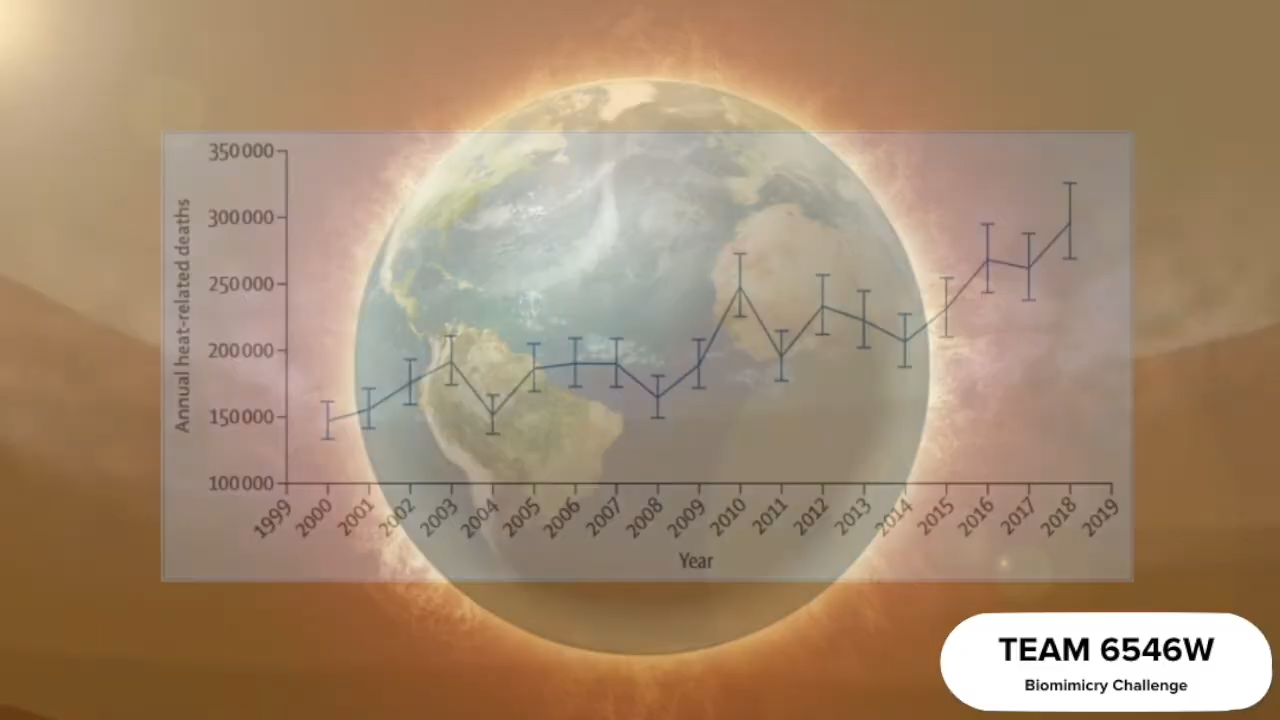 350 000
300 000
250 000
200 000
150 000
100 000
Annual heat-related deaths
1999 2000 2001 2002 2003 2004 2005 2006 2007 2008 2009 2010 2011 2012 2013 2014 2015 2016 2017 2018 2019
Year
TEAM 6546W
Biomimicry Challenge